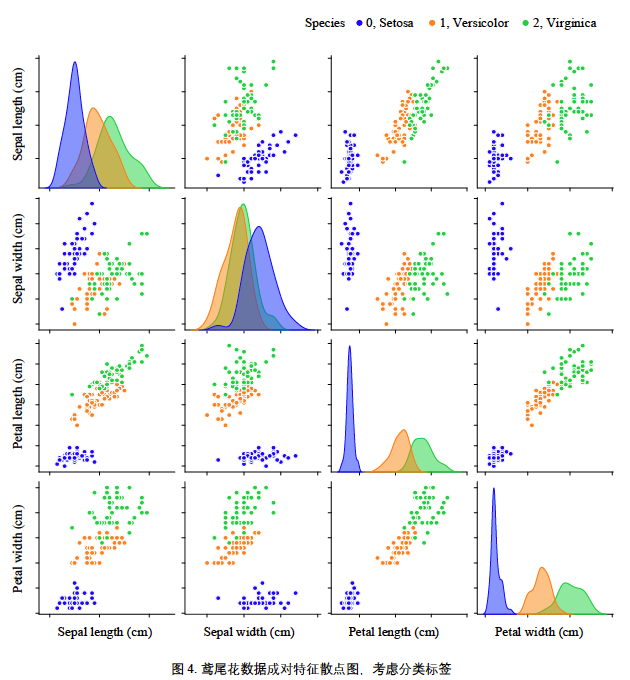 Species 0, Setosa 1, Versicolor 2, Virginica
Sepal length (cm)
Sepal width (cm)
Petal length (cm)
Petal width (cm)
Sepal length (cm) Sepal width (cm) Petal length (cm) Petal width (cm)
图 4. 鸢尾花数据成对特征散点图，考虑分类标签